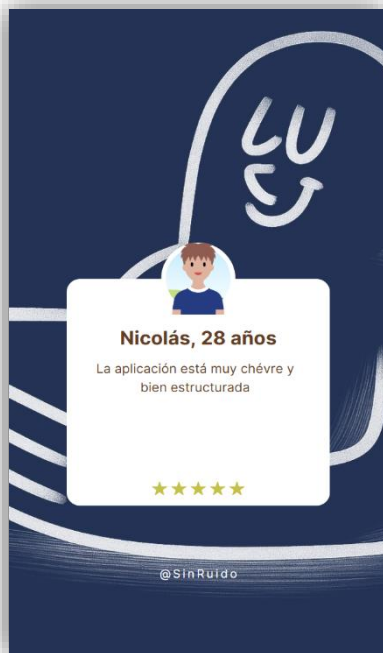 Nicolás, 28 años
La aplicación está muy chévre y
bien estructurada
@SinRuido